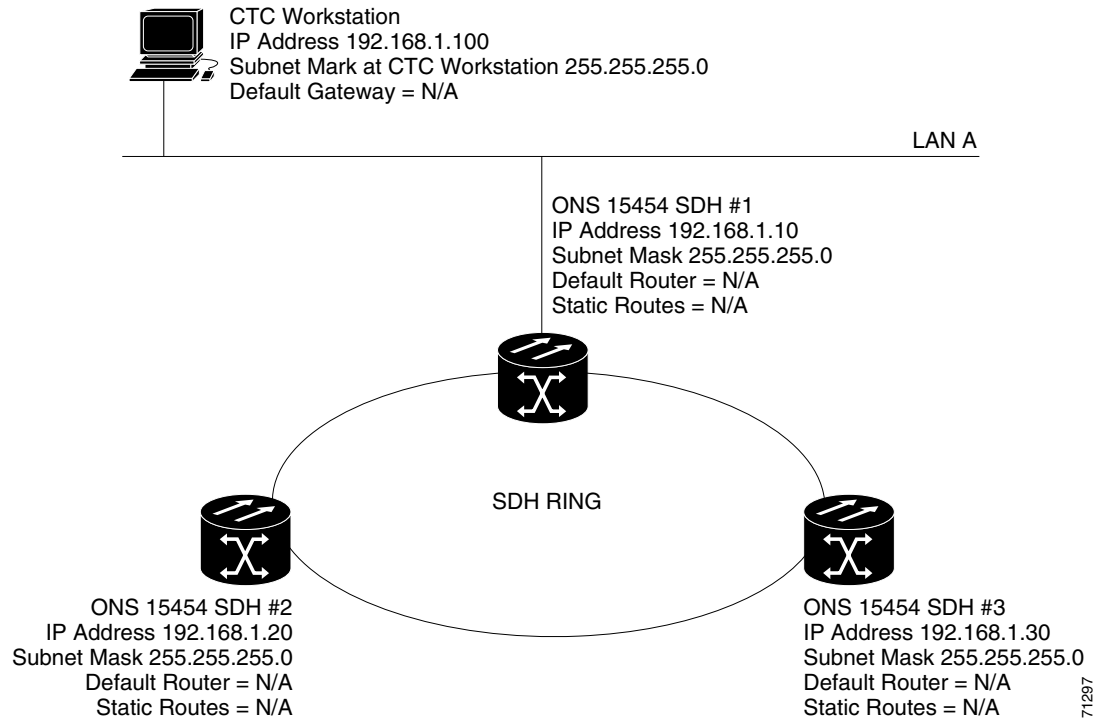 CTC Workstation
IP Address 192.168.1.100
Subnet Mark at CTC Workstation 255.255.255.0
Default Gateway = N/A
LAN A
ONS 15454 SDH #1
IP Address 192.168.1.10
Subnet Mask 255.255.255.0
Default Router = N/A
Static Routes = N/A
SDH RING
ONS 15454 SDH #2
IP Address 192.168.1.20
Subnet Mask 255.255.255.0
Default Router = N/A
Static Routes = N/A
ONS 15454 SDH #3
IP Address 192.168.1.30
Subnet Mask 255.255.255.0
Default Router = N/A
Static Routes = N/A
71297